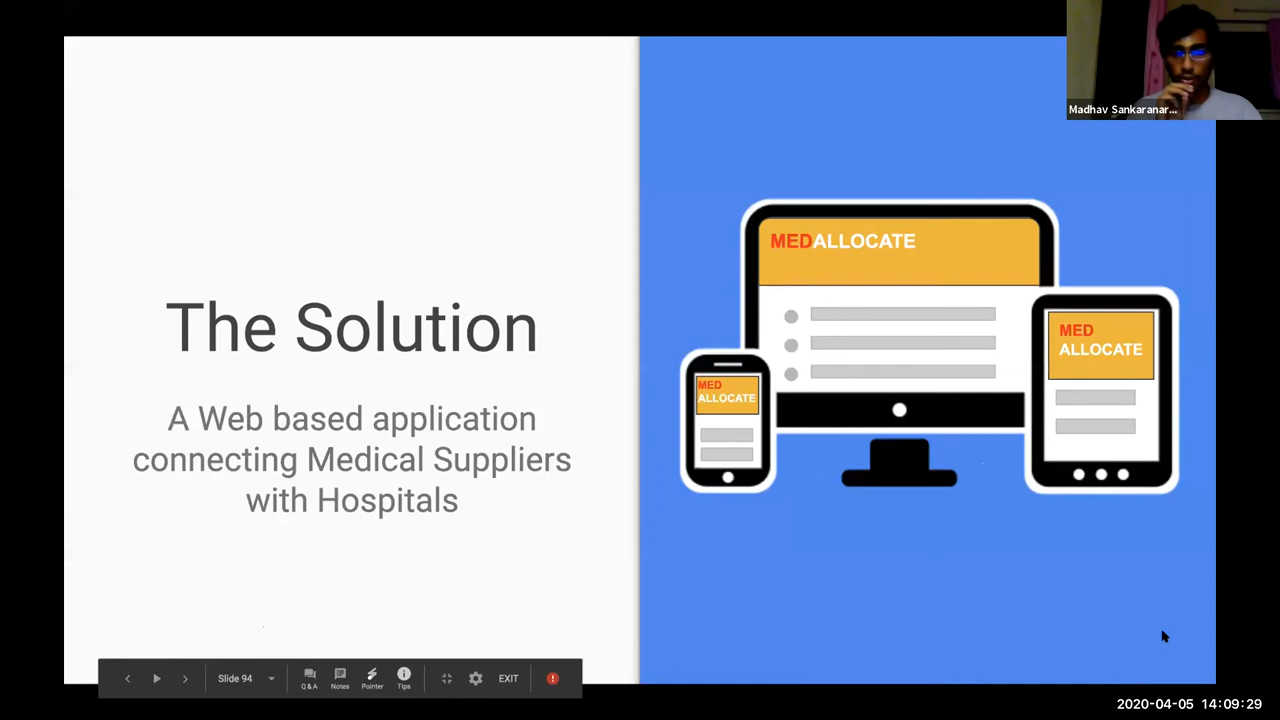 Madhav Sankaranar...
The Solution
A Web based application
connecting Medical Suppliers
with Hospitals
MEDALLOCATE
MED
ALLOCATE
MED
ALLOCATE
Slide 94
Q & A
Notes
Pointer
Tips
EXIT
2020-04-05 14:09:29